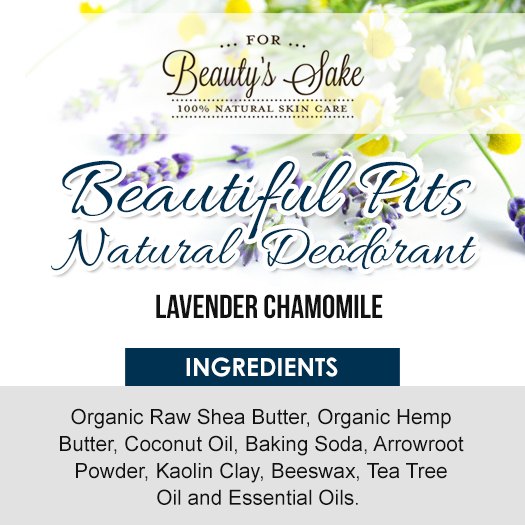 ... FOR ...
Beauty's Sake
100% NATURAL SKIN CARE
Beautiful Pits
Natural Deodorant
LAVENDER CHAMOMILE
INGREDIENTS
Organic Raw Shea Butter, Organic Hemp
Butter, Coconut Oil, Baking Soda, Arrowroot
Powder, Kaolin Clay, Beeswax, Tea Tree
Oil and Essential Oils.